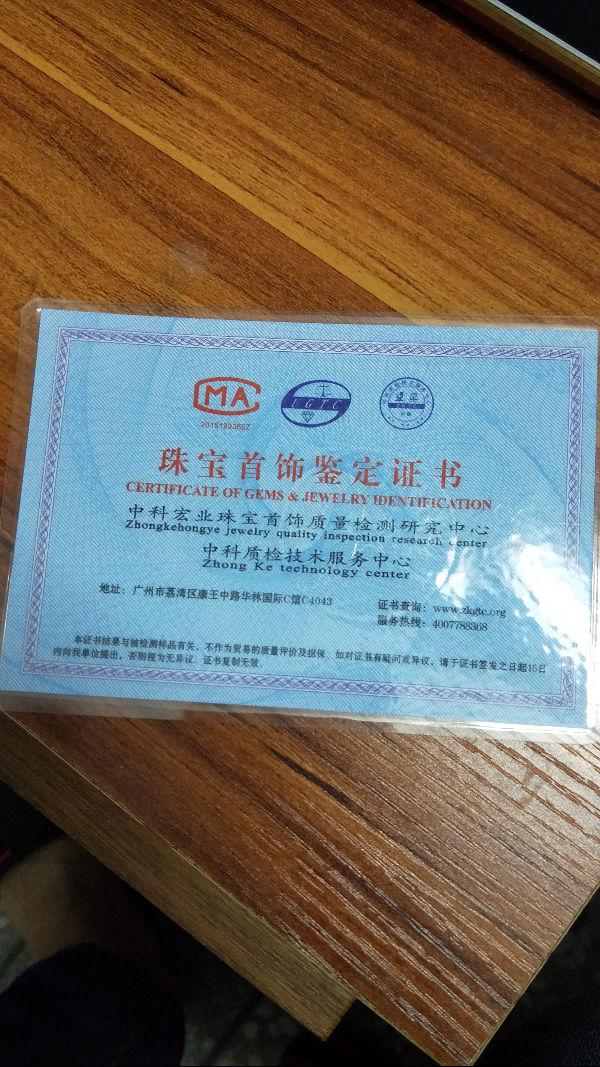 CMA
UGTC
2015192360Z
珠宝首饰鉴定证书
CERTIFICATE OF GEMS & JEWELRY IDENTIFICATION
中科宏业珠宝首饰质量检测研究中心
Zhongkehongye jewelry quality inspection research center
中科质检技术服务中心
Zhong Ke technology center
地址：广州市荔湾区康王中路华林国际C馆C4043
证书查询：www.zkgtc.org
服务热线：4007788368
本证书结果与被检测样品有关，不作为贸易的质量评价及担保。如对证书有疑问或异议，请于证书签发之日起15日
内向我单位提出，否则视为无异议。证书复制无效。